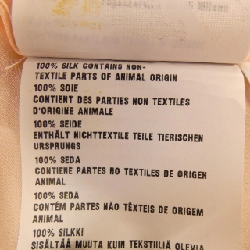 100% SILK CONTAINS NON-
TEXTILE PARTS OF ANIMAL ORIGIN
100% SOIE
CONTIENT DES PARTIES NON TEXTILES
D'ORIGINE ANIMALE
100% SEIDE
ENTHÄLT NICHTTEXTILE TEILE TIERISCHEN
URSPRUNGS
100% SEDA
CONTIENE PARTES NO TEXTILES DE ORIGEN
ANIMAL
100% SEDA
CONTÉM PARTES NÃO TÊXTEIS DE ORIGEM
ANIMAL
100% SILKKI
SISÄLTÄÄ MUUTA KUIN TEKSTIILIÄ OLEVIA